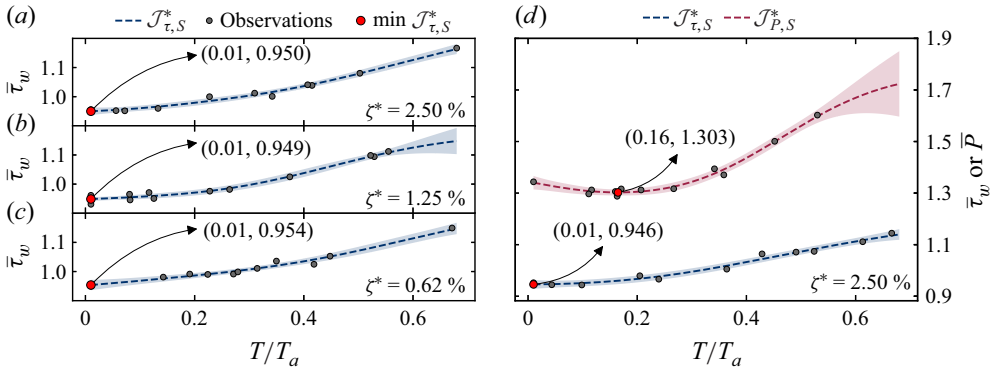 (a)
𝒥*τ,S
Observations
min 𝒥*τ,S
τ̄w
1.1
1.0
(0.01, 0.950)
ζ* = 2.50 %
(b)
τ̄w
1.1
1.0
(0.01, 0.949)
ζ* = 1.25 %
(c)
τ̄w
1.1
1.0
(0.01, 0.954)
ζ* = 0.62 %
0 0.2 0.4 0.6
T/Ta
(d)
𝒥*τ,S
𝒥*P,S
1.9
1.7
1.5
1.3
1.1
0.9
τ̄w or P̄
(0.16, 1.303)
(0.01, 0.946)
ζ* = 2.50 %
0 0.2 0.4 0.6
T/Ta